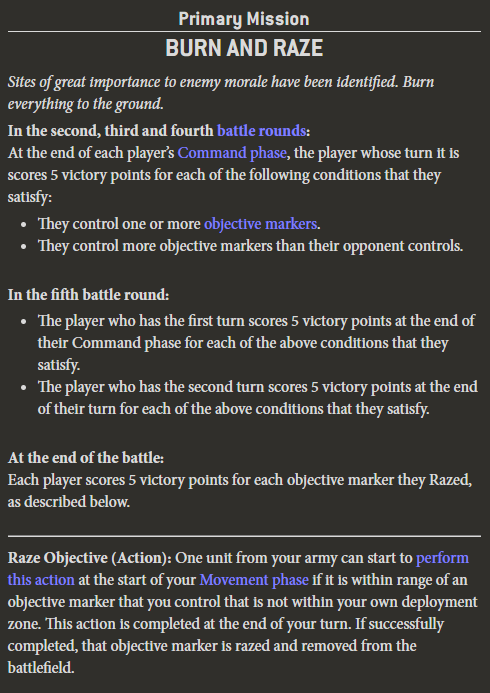 Primary Mission
BURN AND RAZE
Sites of great importance to enemy morale have been identified. Burn
everything to the ground.
In the second, third and fourth battle rounds:
At the end of each player's Command phase, the player whose turn it is
scores 5 victory points for each of the following conditions that they
satisfy:
• They control one or more objective markers.
• They control more objective markers than their opponent controls.
In the fifth battle round:
• The player who has the first turn scores 5 victory points at the end of
their Command phase for each of the above conditions that they
satisfy.
• The player who has the second turn scores 5 victory points at the end
of their turn for each of the above conditions that they satisfy.
At the end of the battle:
Each player scores 5 victory points for each objective marker they Razed,
as described below.
Raze Objective (Action): One unit from your army can start to perform
this action at the start of your Movement phase if it is within range of an
objective marker that you control that is not within your own deployment
zone. This action is completed at the end of your turn. If successfully
completed, that objective marker is razed and removed from the
battlefield.